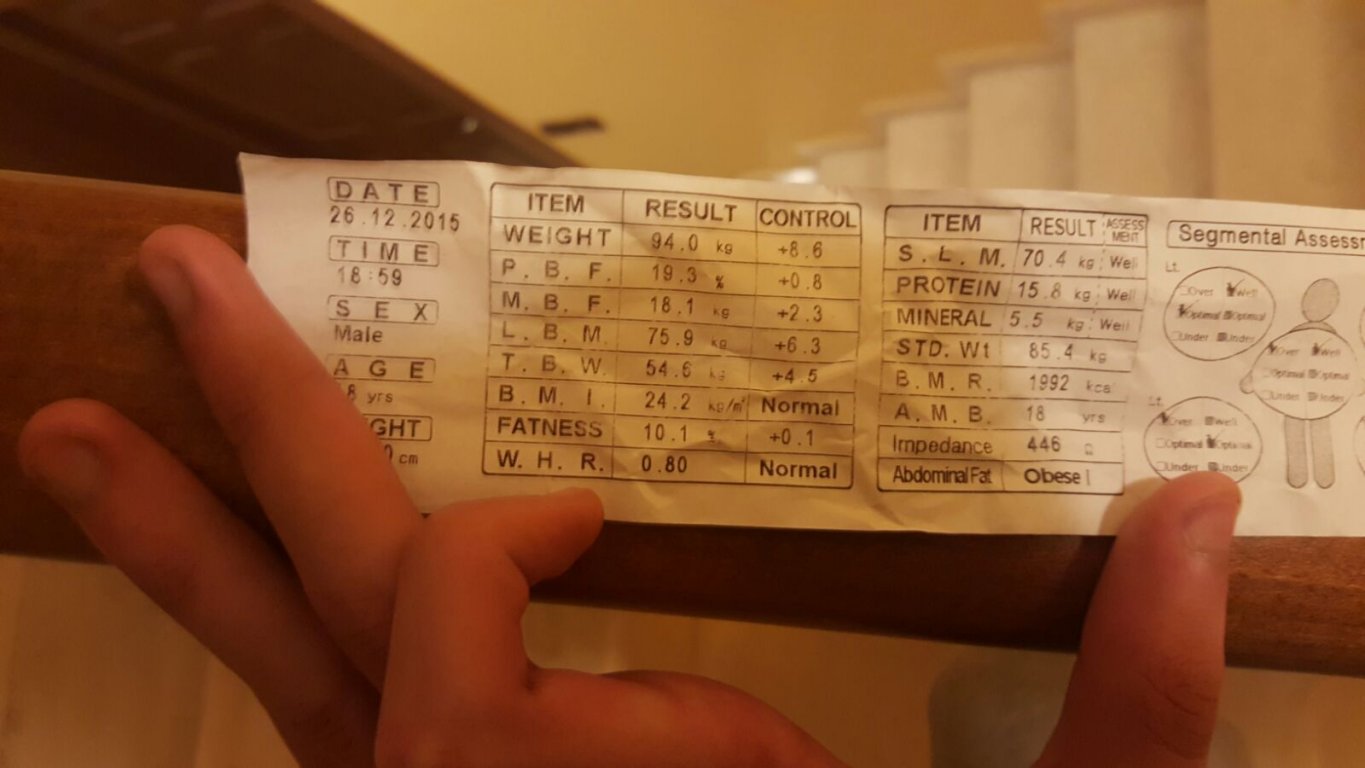 DATE
26.12.2015
TIME
18:59
SEX
Male
AGE
8 yrs
GHT
0 cm
ITEM RESULT CONTROL
WEIGHT 94.0 kg +8.6
P. B. F. 19.3 % +0.8
M. B. F. 18.1 kg +2.3
L. B. M. 75.9 kg +6.3
T. B. W. 54.6 kg +4.5
B. M. I. 24.2 kg/m² Normal
FATNESS 10.1 % +0.1
W. H. R. 0.80 Normal
ITEM RESULT ASSESSMENT
S. L. M. 70.4 kg Well
PROTEIN 15.8 kg Well
MINERAL 5.5 kg Well
STD. Wt 85.4 kg
B. M. R. 1992 kcal
A. M. B. 18 yrs
Impedance 446 Ω
Abdominal Fat Obese I
Segmental Assess
Lt.
Over Well
Optimal Optimal
Under Under
Over Well
Optimal Optimal
Under Under
Lt.
Over Well
Optimal Optimal
Under Under